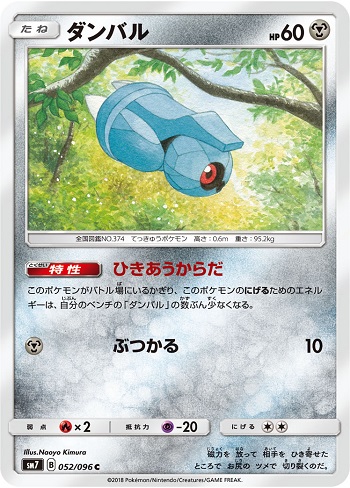 たね ダンバル HP60
全国図鑑NO.374 てっきゅうポケモン 高さ:0.6m 重さ:95.2kg
とくせい
特性 ひきあうからだ
このポケモンがバトル場にいるかぎり、このポケモンのにげるためのエネルギーは、自分のベンチの「ダンバル」の数ぶん少なくなる。
ぶつかる 10
弱点 ×2 抵抗力 -20 にげる
Illus.Naoyo Kimura
sm7 B 052/096 C
磁力を 放って 相手を ひき寄せた
ところで お尻の ツメで 切り裂くのだ。
©2018 Pokémon/Nintendo/Creatures/GAME FREAK.